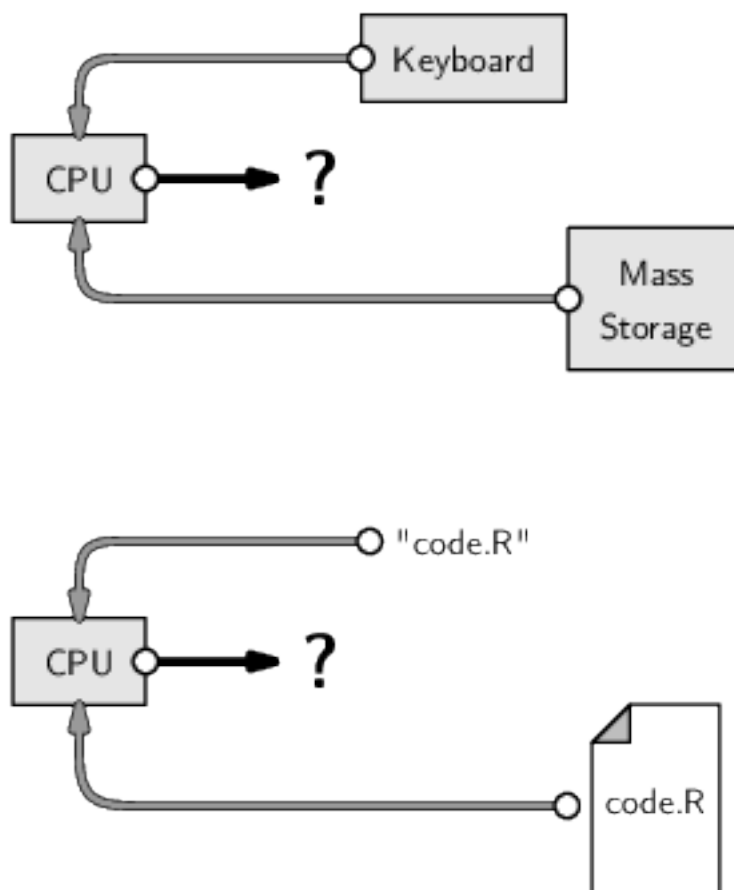 Keyboard
CPU
?
Mass
Storage
"code.R"
CPU
?
code.R